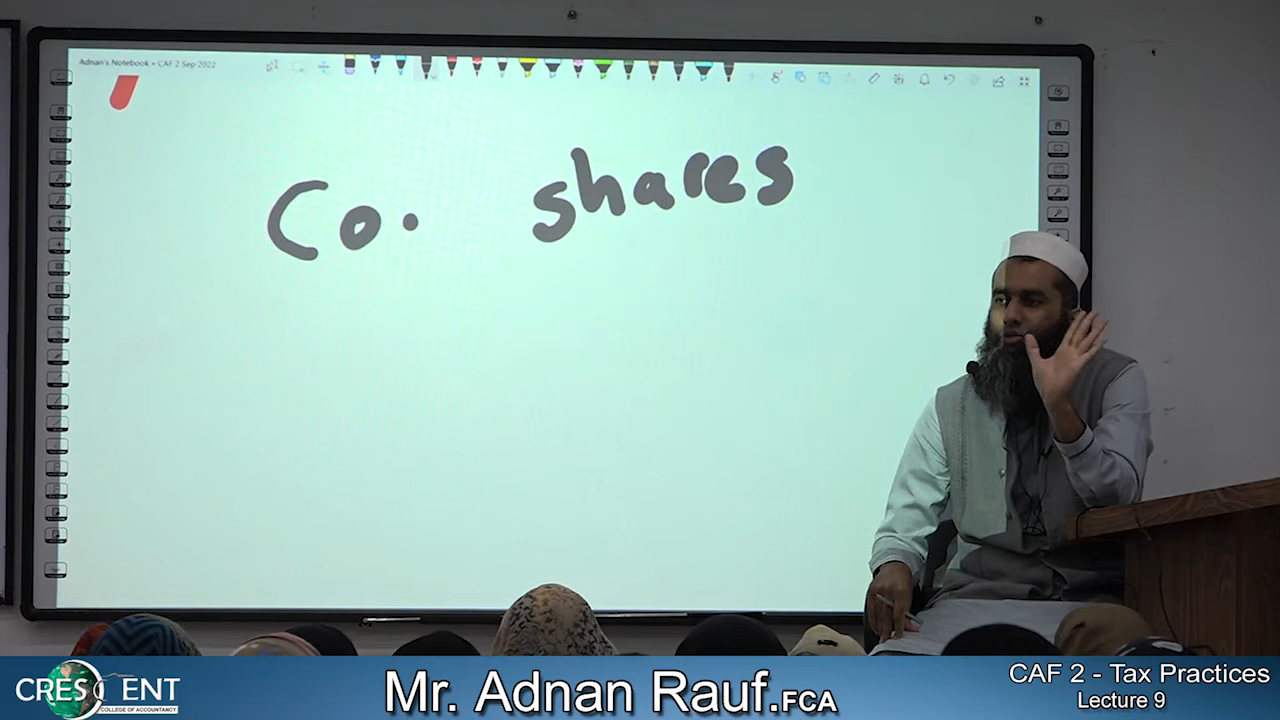 Adnan's Notebook » CAF 2 Sep 2022
Co. shares
CRESCENT
COLLEGE OF ACCOUNTANCY
Mr. Adnan Rauf.FCA
CAF 2 - Tax Practices
Lecture 9